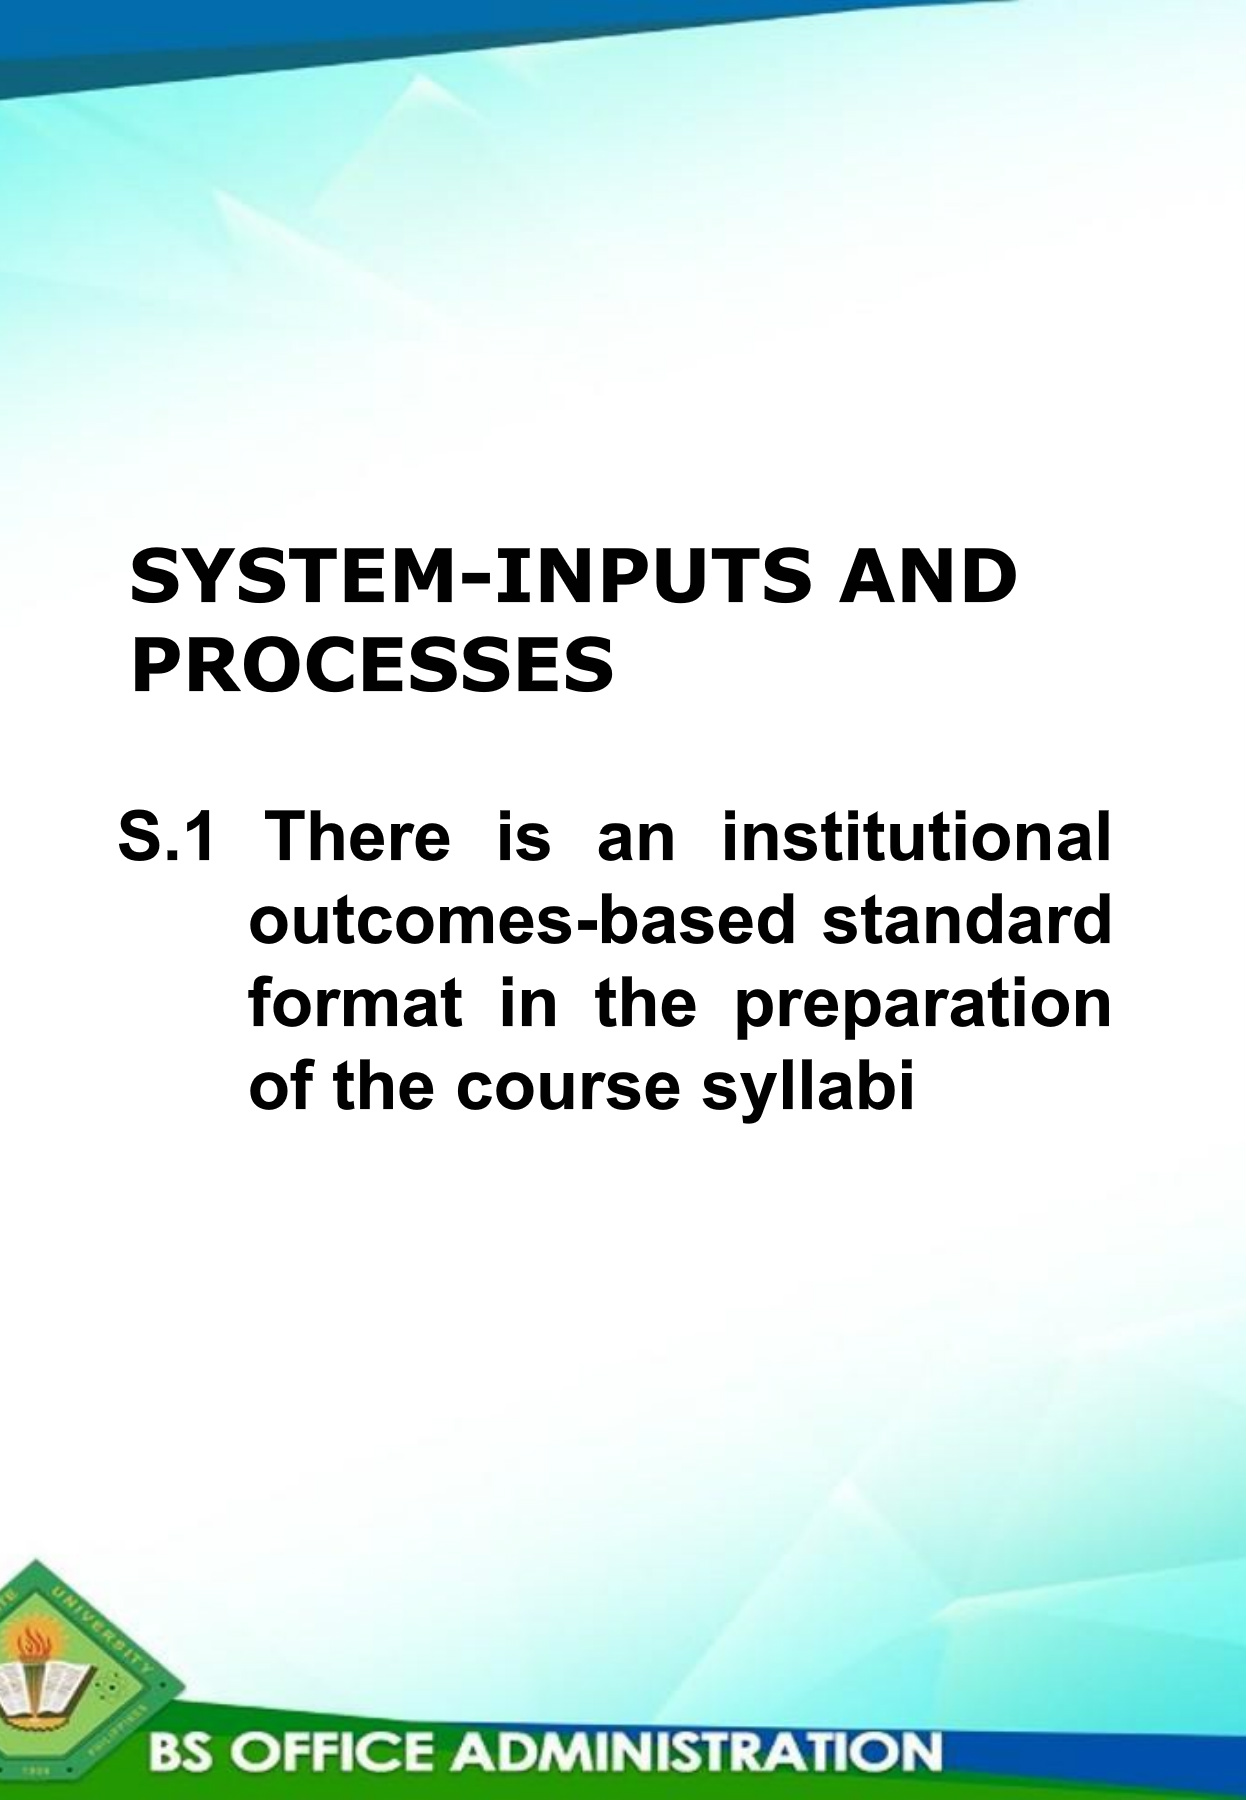 SYSTEM-INPUTS AND
PROCESSES
S.1 There is an institutional
outcomes-based standard
format in the preparation
of the course syllabi
UNIVERSITY
PHILIPPINES
BS OFFICE ADMINISTRATION